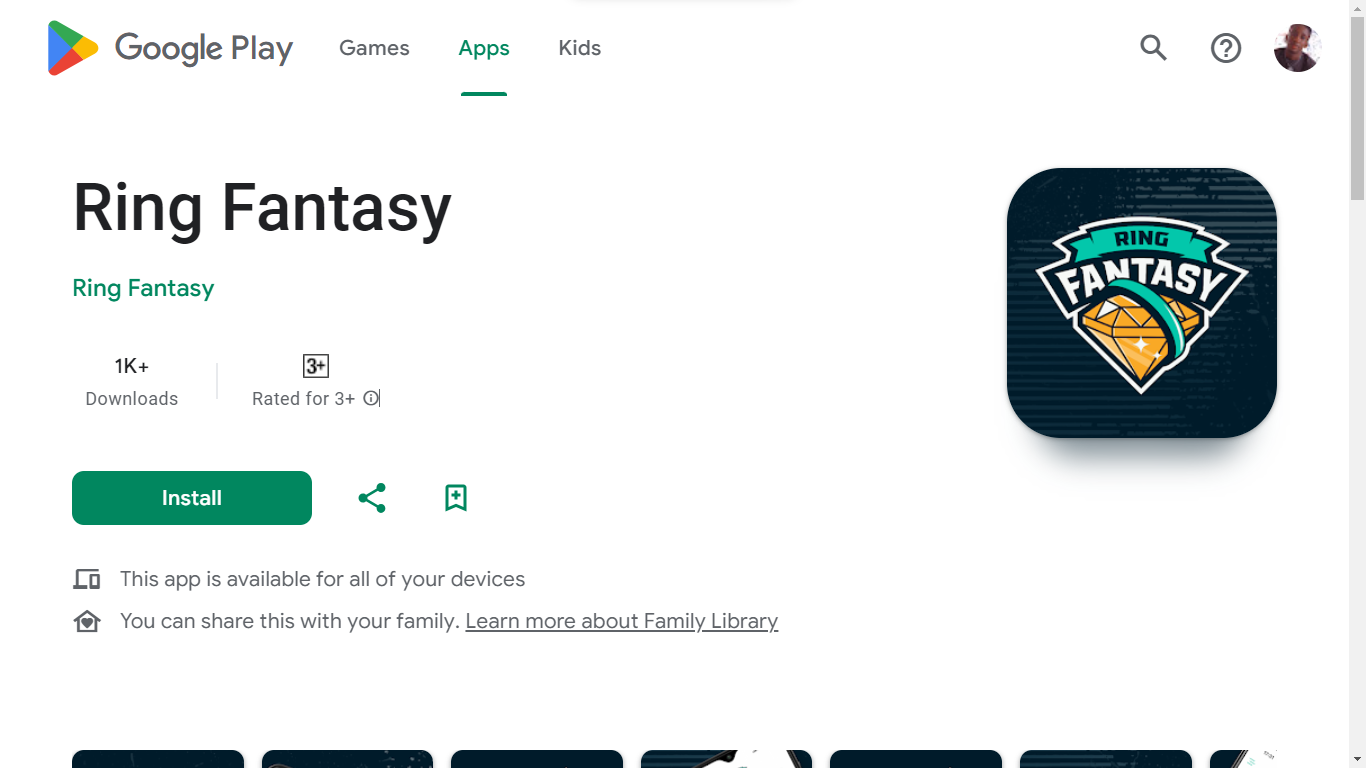 Google Play
Games
Apps
Kids
Ring Fantasy
Ring Fantasy
1K+
Downloads
3+
Rated for 3+
Install
This app is available for all of your devices
You can share this with your family. Learn more about Family Library
RING
FANTASY